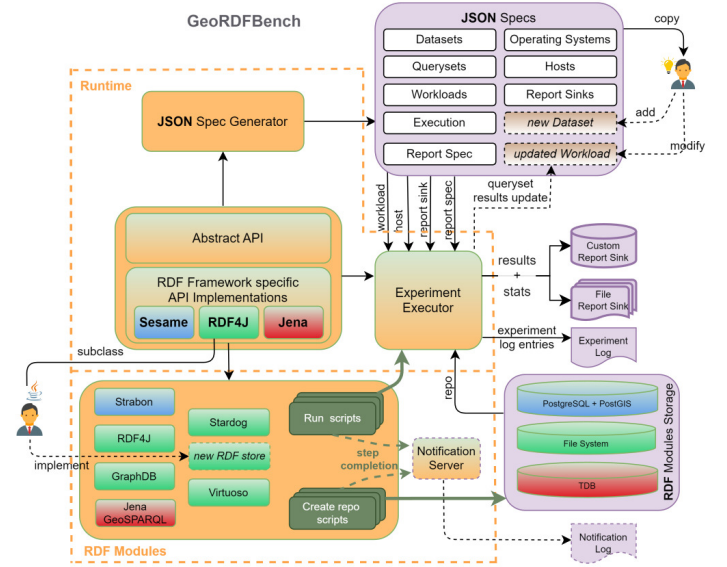 GeoRDFBench
JSON Specs
copy
Datasets
Operating Systems
Querysets
Hosts
Workloads
Report Sinks
Execution
new Dataset
add
Report Spec
updated Workload
modify
Runtime
JSON Spec Generator
workload
host
report sink
report spec
queryset
results update
Abstract API
RDF Framework specific
API Implementations
Sesame
RDF4J
Jena
Experiment
Executor
results
+
stats
Custom
Report Sink
File
Report Sink
experiment
log entries
Experiment
Log
subclass
repo
Strabon
Stardog
RDF4J
new RDF store
GraphDB
Virtuoso
Jena
GeoSPARQL
implement
Run scripts
step
completion
Create repo
scripts
Notification
Server
PostgreSQL + PostGIS
File System
TDB
RDF Modules Storage
RDF Modules
Notification
Log